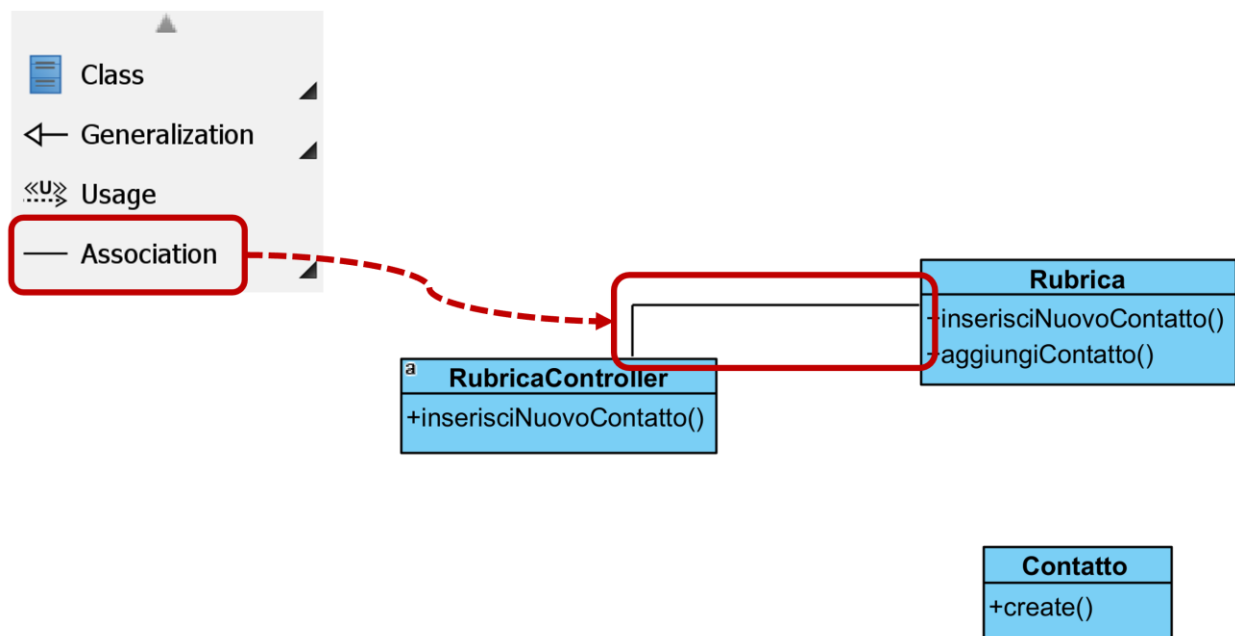 Class
Generalization
«U» Usage
Association
Rubrica
+inserisciNuovoContatto()
+aggiungiContatto()
a
RubricaController
+inserisciNuovoContatto()
Contatto
+create()